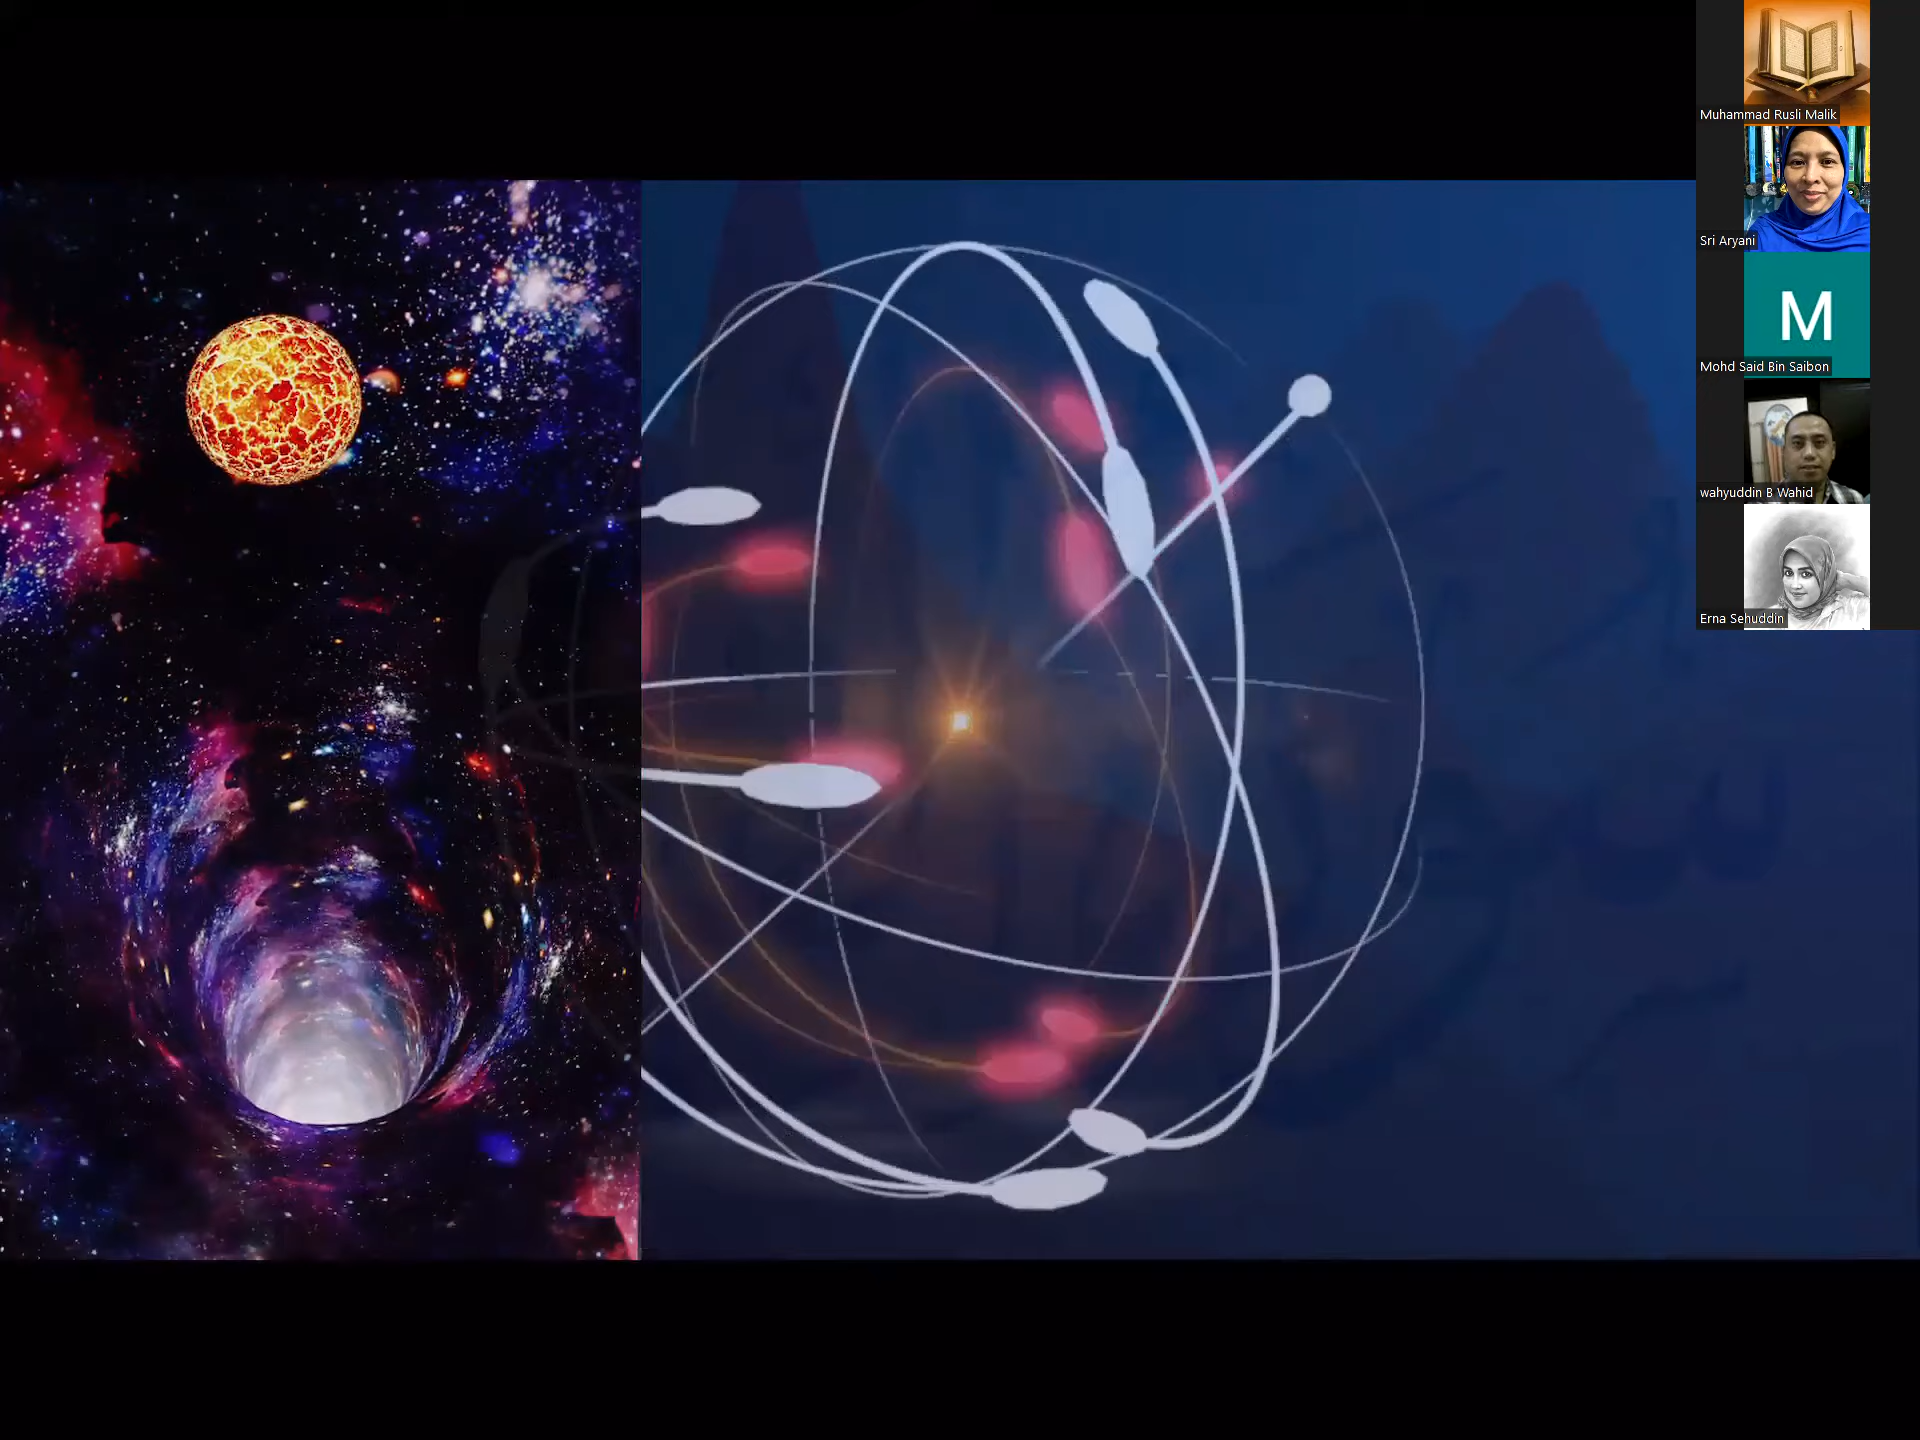 Muhammad Rusli Malik
Sri Aryani
M
Mohd Said Bin Saibon
wahyuddin B Wahid
Erna Sehuddin